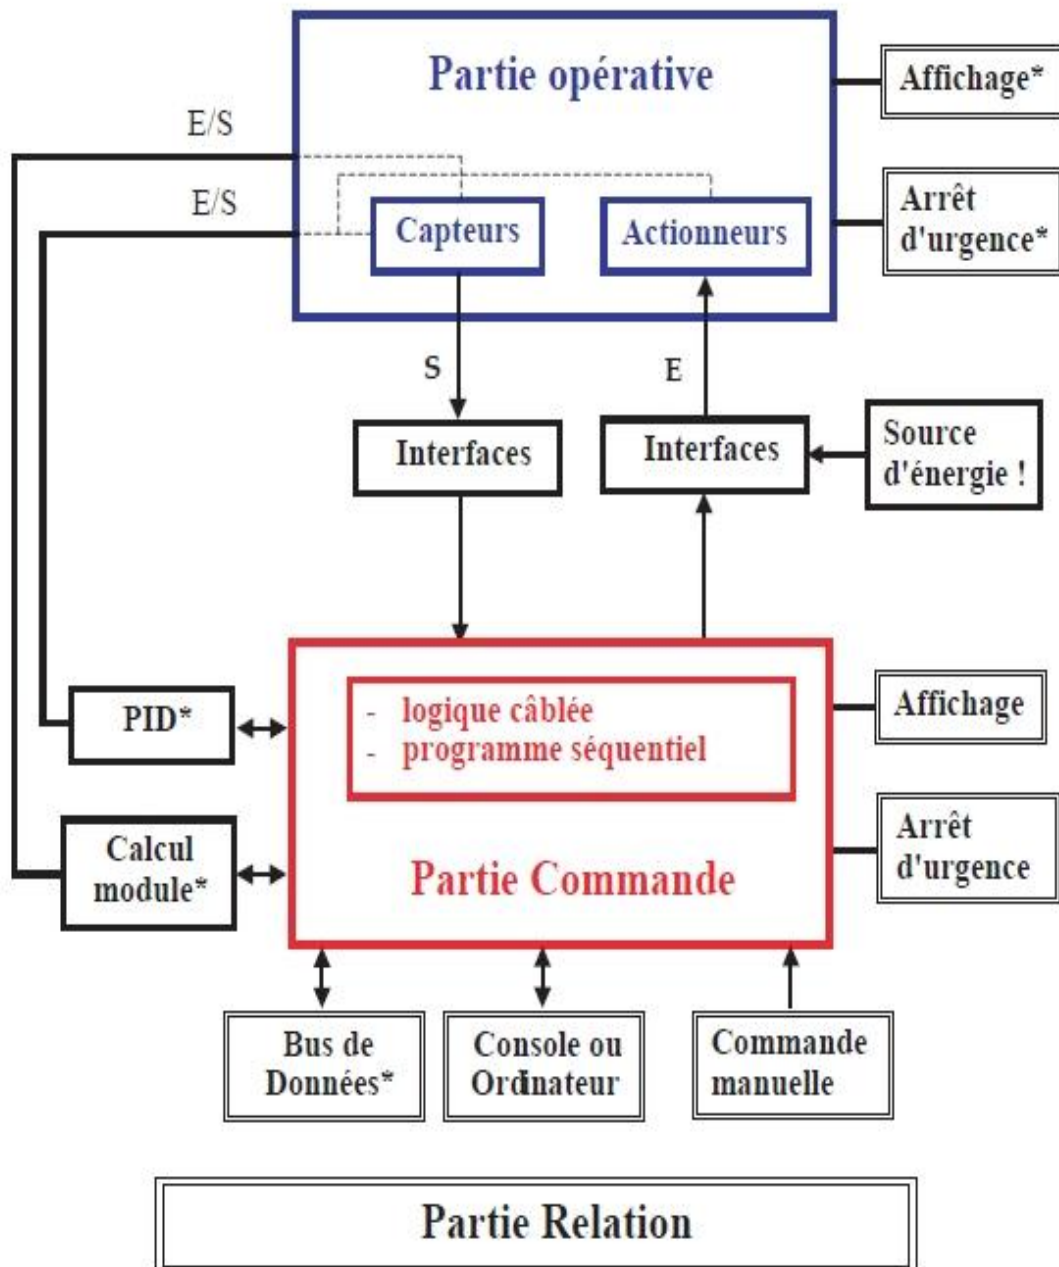 Partie opérative
Affichage*
E/S
E/S
Arrêt
d'urgence*
Capteurs
Actionneurs
S
E
Interfaces
Interfaces
Source
d'énergie !
PID*
- logique câblée
- programme séquentiel
Affichage
Calcul
module*
Partie Commande
Arrêt
d'urgence
Bus de
Données*
Console ou
Ordinateur
Commande
manuelle
Partie Relation